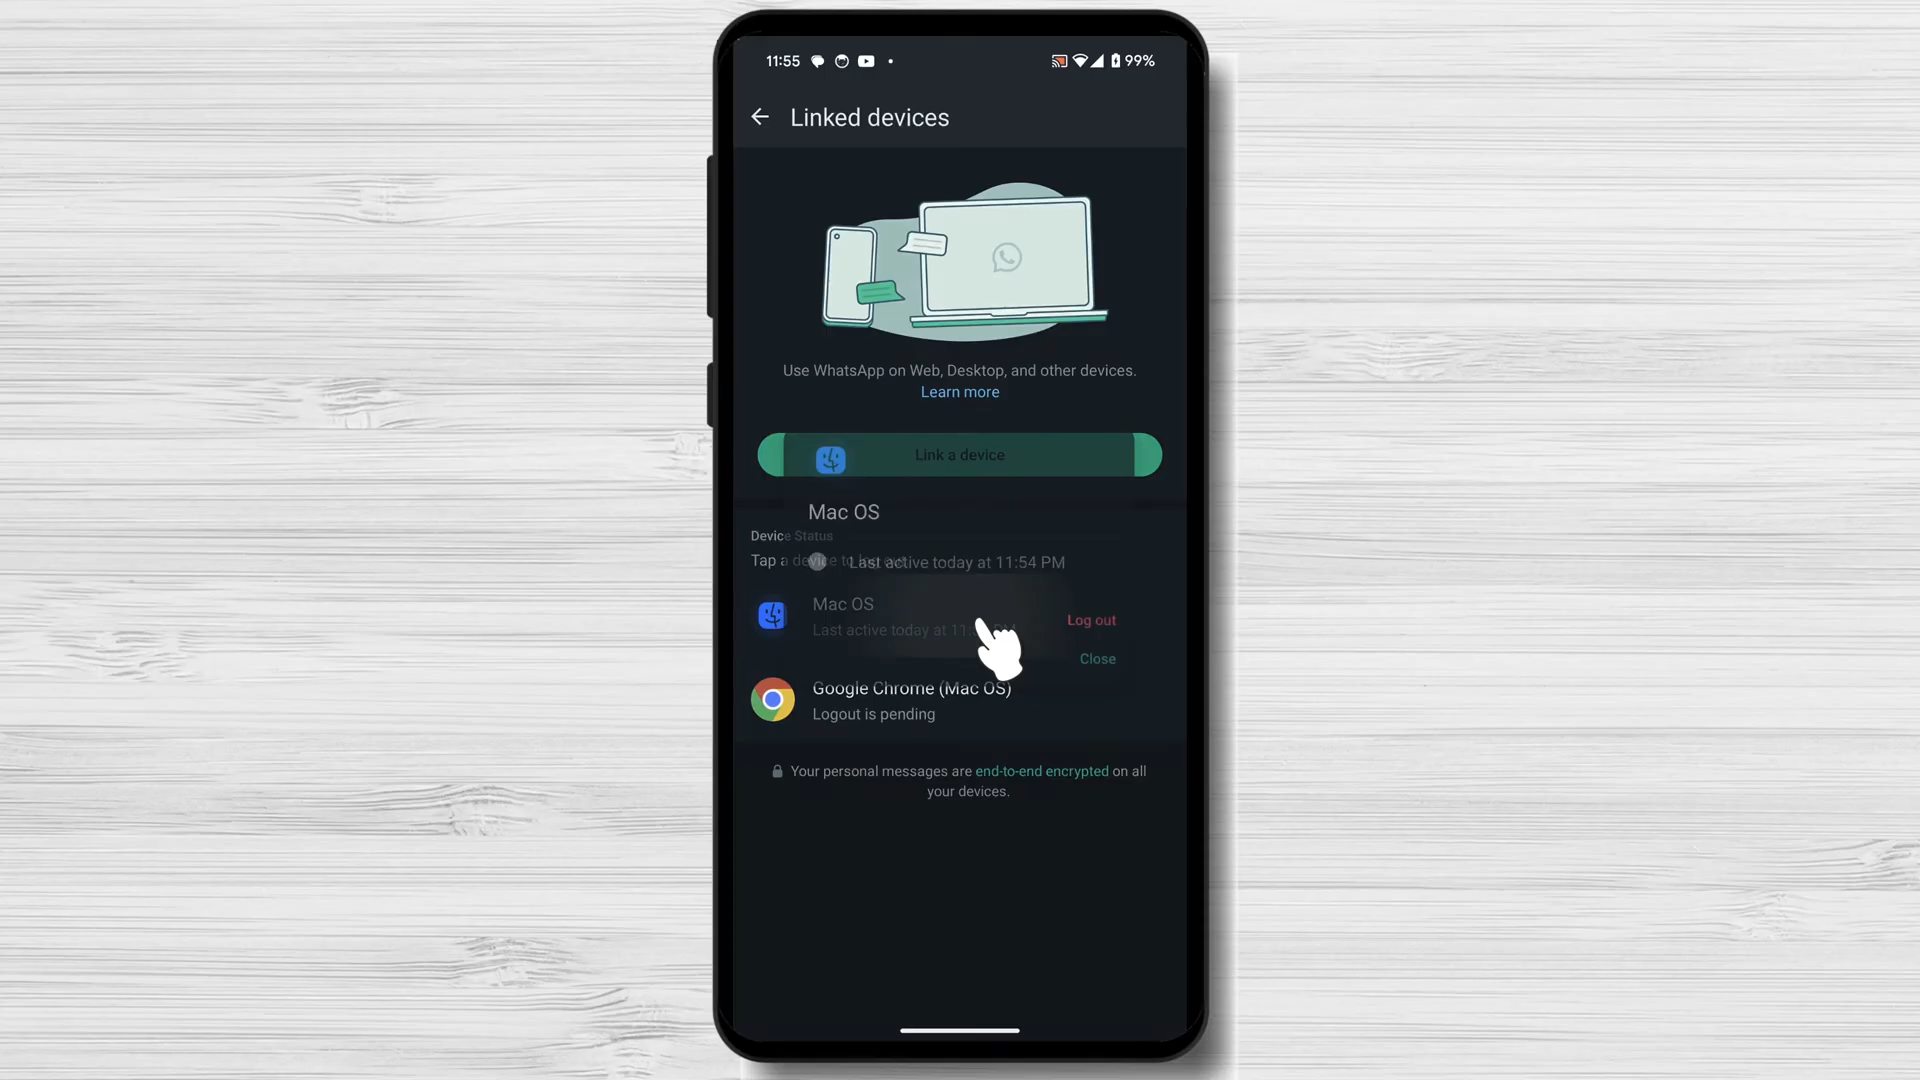 11:55
99%
Linked devices
Use WhatsApp on Web, Desktop, and other devices.
Learn more
Link a device
Mac OS
Device Status
Tap a device to log out.
Last active today at 11:54 PM
Mac OS
Last active today at
Log out
Close
Google Chrome (Mac OS)
Logout is pending
Your personal messages are end-to-end encrypted on all
your devices.